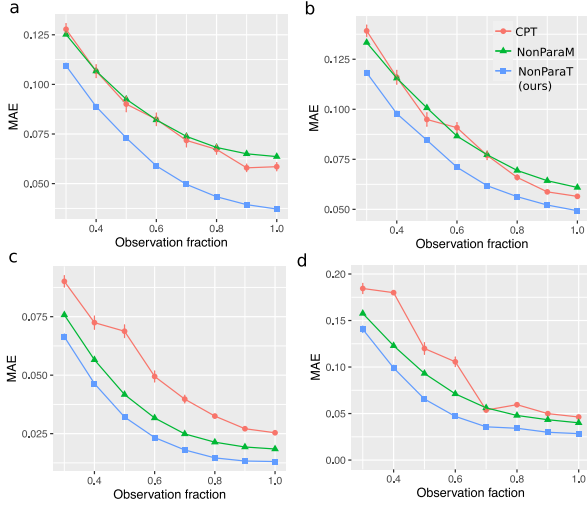 a
0.125
0.100
0.075
0.050
MAE
0.4
0.6
0.8
1.0
Observation fraction
b
CPT
NonParaM
NonParaT
(ours)
0.125
0.100
0.075
0.050
MAE
0.4
0.6
0.8
1.0
Observation fraction
c
0.075
0.050
0.025
MAE
0.4
0.6
0.8
1.0
Observation fraction
d
0.20
0.15
0.10
0.05
0.00
MAE
0.4
0.6
0.8
1.0
Observation faction